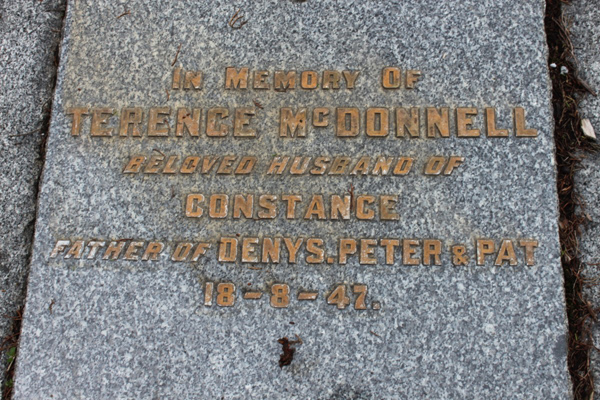 IN MEMORY OF
TERENCE McDONNELL
BELOVED HUSBAND OF
CONSTANCE
FATHER OF DENYS. PETER & PAT
18-8-47.